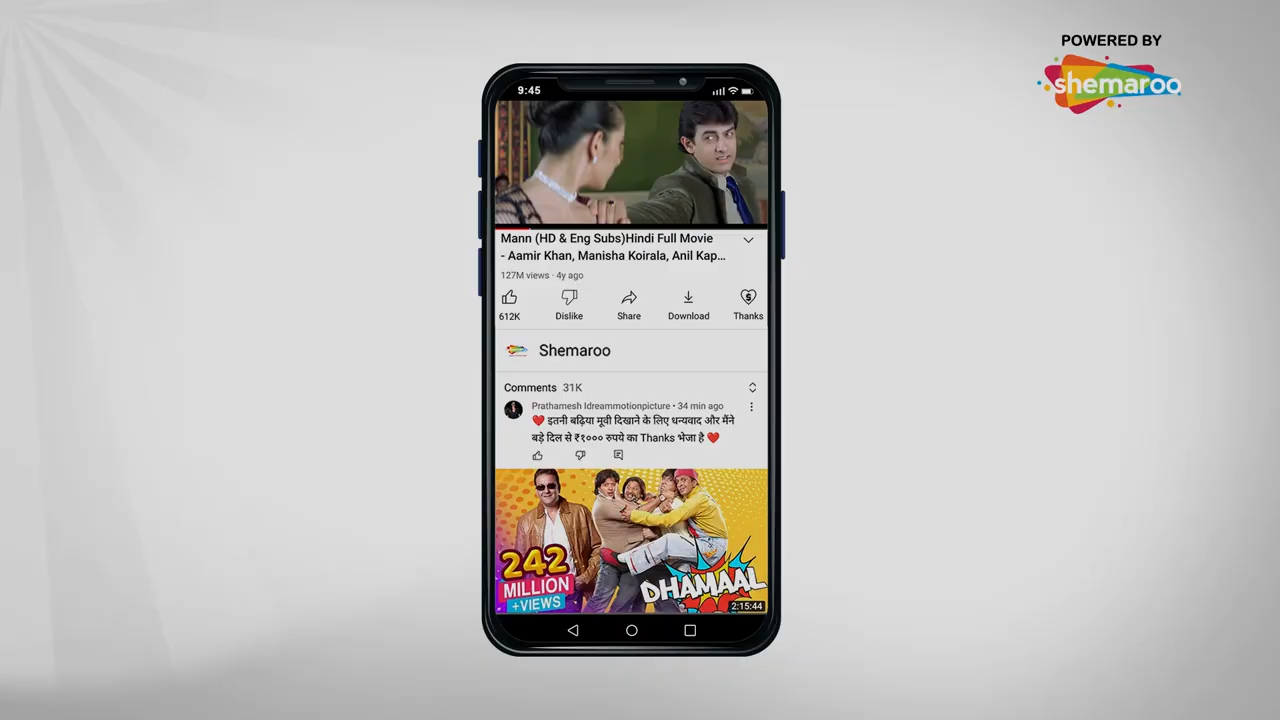 POWERED BY
shemaroo
9:45
Mann (HD & Eng Subs)Hindi Full Movie
- Aamir Khan, Manisha Koirala, Anil Kap...
127M views · 4y ago
612K
Dislike
Share
Download
Thanks
Shemaroo
Comments 31K
Prathamesh Idreammotionpicture • 34 min ago
❤️ इतनी बढ़िया मूवी दिखाने के लिए धन्यवाद और मैंने
बड़े दिल से ₹१००० रुपये का Thanks भेजा है ❤️
242
MILLION
+VIEWS
DHAMAAL
2:15:44